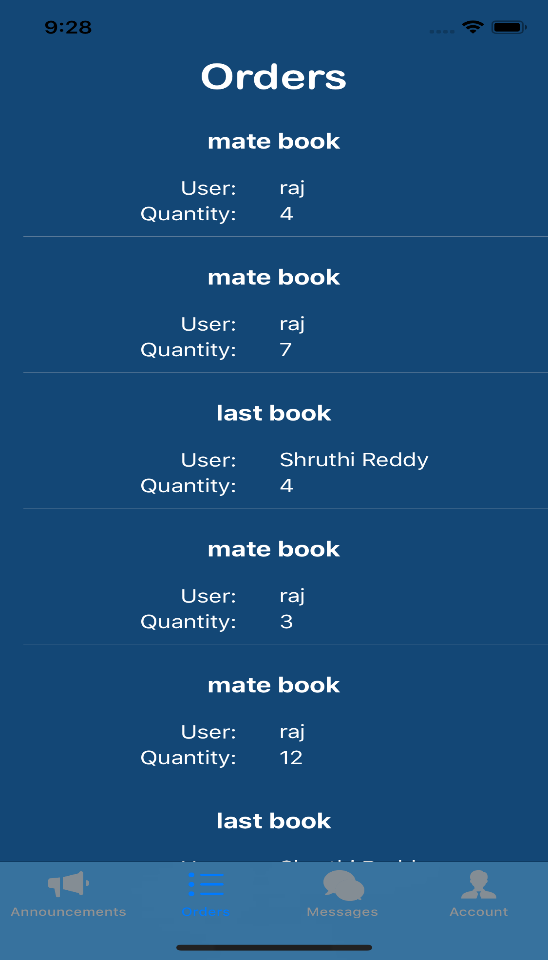 9:28
Orders
mate book
User: raj
Quantity: 4
mate book
User: raj
Quantity: 7
last book
User: Shruthi Reddy
Quantity: 4
mate book
User: raj
Quantity: 3
mate book
User: raj
Quantity: 12
last book
Announcements Orders Messages Account